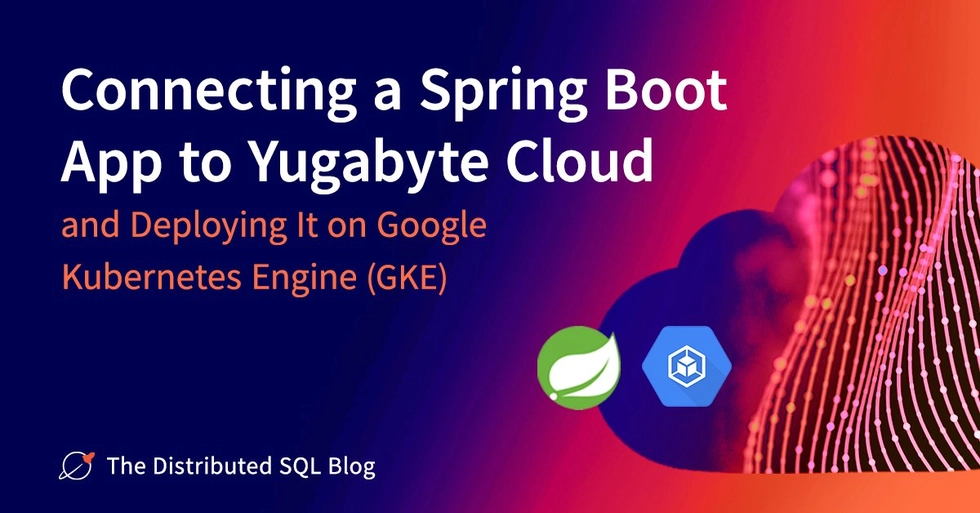 Connecting a Spring Boot
App to Yugabyte Cloud
and Deploying It on Google
Kubernetes Engine (GKE)
The Distributed SQL Blog